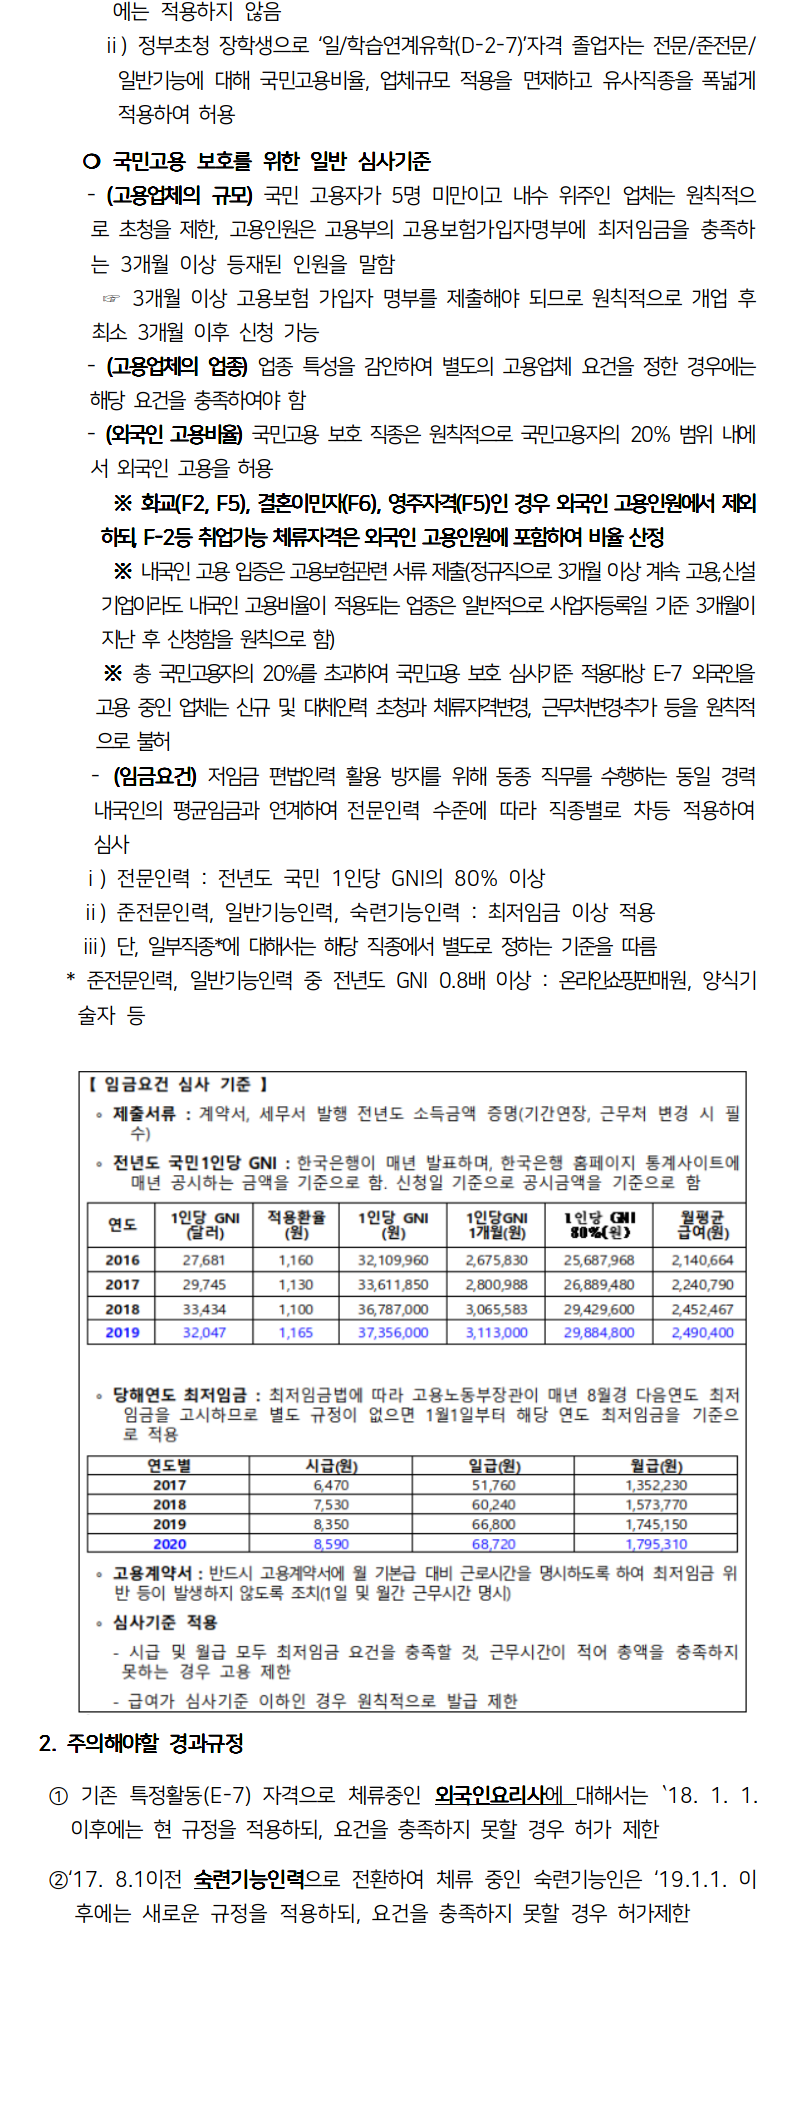 에는 적용하지 않음
ii) 정부초청 장학생으로 '일/학습연계유학(D-2-7)'자격 졸업자는 전문/준전문/
일반기능에 대해 국민고용비율, 업체규모 적용을 면제하고 유사직종을 폭넓게
적용하여 허용
○ 국민고용 보호를 위한 일반 심사기준
- (고용업체의 규모) 국민 고용자가 5명 미만이고 내수 위주인 업체는 원칙적으
로 초청을 제한, 고용인원은 고용부의 고용보험가입자명부에 최저임금을 충족하
는 3개월 이상 등재된 인원을 말함
☞ 3개월 이상 고용보험 가입자 명부를 제출해야 되므로 원칙적으로 개업 후
최소 3개월 이후 신청 가능
- (고용업체의 업종) 업종 특성을 감안하여 별도의 고용업체 요건을 정한 경우에는
해당 요건을 충족하여야 함
- (외국인 고용비율) 국민고용 보호 직종은 원칙적으로 국민고용자의 20% 범위 내에
서 외국인 고용을 허용
※ 화교(F2, F5), 결혼이민자(F6), 영주자격(F5)인 경우 외국인 고용인원에서 제외
하되, F-2등 취업가능 체류자격은 외국인 고용인원에 포함하여 비율 산정
※ 내국인 고용 입증은 고용보험관련 서류 제출(정규직으로 3개월 이상 계속 고용,신설
기업이라도 내국인 고용비율이 적용되는 업종은 일반적으로 사업자등록일 기준 3개월이
지난 후 신청함을 원칙으로 함)
※ 총 국민고용자의 20%를 초과하여 국민고용 보호 심사기준 적용대상 E-7 외국인을
고용 중인 업체는 신규 및 대체인력 초청과 체류자격변경, 근무처변경·추가 등을 원칙적
으로 불허
- (임금요건) 저임금 편법인력 활용 방지를 위해 동종 직무를 수행하는 동일 경력
내국인의 평균임금과 연계하여 전문인력 수준에 따라 직종별로 차등 적용하여
심사
i) 전문인력 : 전년도 국민 1인당 GNI의 80% 이상
ii) 준전문인력, 일반기능인력, 숙련기능인력 : 최저임금 이상 적용
iii) 단, 일부직종*에 대해서는 해당 직종에서 별도로 정하는 기준을 따름
* 준전문인력, 일반기능인력 중 전년도 GNI 0.8배 이상 : 온라인쇼핑판매원, 양식기
술자 등
【 임금요건 심사 기준 】
◦ 제출서류 : 계약서, 세무서 발행 전년도 소득금액 증명(기간연장, 근무처 변경 시 필
수)
◦ 전년도 국민1인당 GNI : 한국은행이 매년 발표하며, 한국은행 홈페이지 통계사이트에
매년 공시하는 금액을 기준으로 함. 신청일 기준으로 공시금액을 기준으로 함
연도 1인당 GNI (달러) 적용환율 (원) 1인당 GNI (원) 1인당GNI 1개월(원) 1인당 GNI 80%(원) 월평균 급여(원)
2016 27,681 1,160 32,109,960 2,675,830 25,687,968 2,140,664
2017 29,745 1,130 33,611,850 2,800,988 26,889,480 2,240,790
2018 33,434 1,100 36,787,000 3,065,583 29,429,600 2,452,467
2019 32,047 1,165 37,356,000 3,113,000 29,884,800 2,490,400
◦ 당해연도 최저임금 : 최저임금법에 따라 고용노동부장관이 매년 8월경 다음연도 최저
임금을 고시하므로 별도 규정이 없으면 1월1일부터 해당 연도 최저임금을 기준으
로 적용
연도별 시급(원) 일급(원) 월급(원)
2017 6,470 51,760 1,352,230
2018 7,530 60,240 1,573,770
2019 8,350 66,800 1,745,150
2020 8,590 68,720 1,795,310
◦ 고용계약서 : 반드시 고용계약서에 월 기본급 대비 근로시간을 명시하도록 하여 최저임금 위
반 등이 발생하지 않도록 조치(1일 및 월간 근무시간 명시)
◦ 심사기준 적용
- 시급 및 월급 모두 최저임금 요건을 충족할 것, 근무시간이 적어 총액을 충족하지
못하는 경우 고용 제한
- 급여가 심사기준 이하인 경우 원칙적으로 발급 제한
2. 주의해야할 경과규정
① 기존 특정활동(E-7) 자격으로 체류중인 외국인요리사에 대해서는 `18. 1. 1.
이후에는 현 규정을 적용하되, 요건을 충족하지 못할 경우 허가 제한
②'17. 8.1이전 숙련기능인력으로 전환하여 체류 중인 숙련기능인은 '19.1.1. 이
후에는 새로운 규정을 적용하되, 요건을 충족하지 못할 경우 허가제한